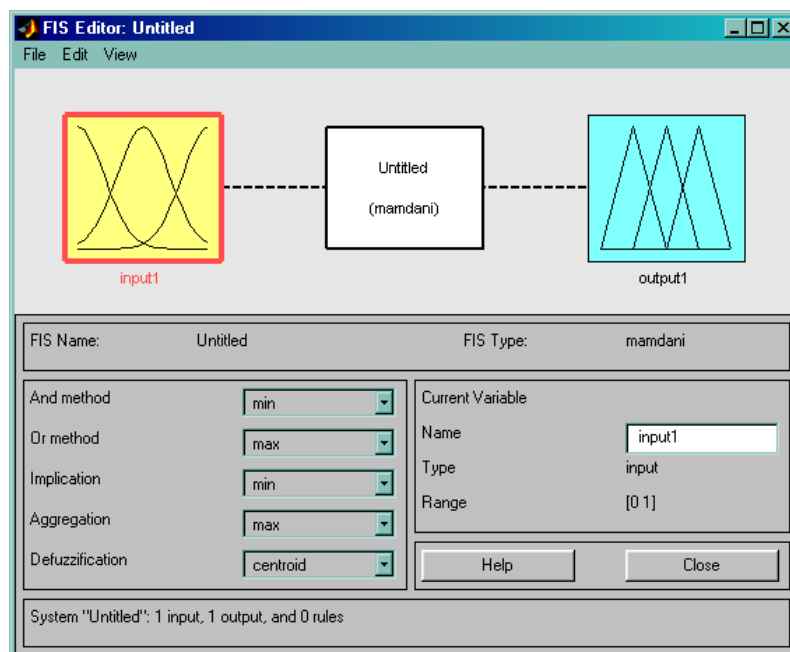 FIS Editor: Untitled
File Edit View
Untitled
(mamdani)
input1
output1
FIS Name: Untitled FIS Type: mamdani
And method min
Or method max
Implication min
Aggregation max
Defuzzification centroid
Current Variable
Name input1
Type input
Range [0 1]
Help Close
System "Untitled": 1 input, 1 output, and 0 rules